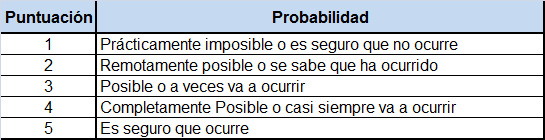 Puntuación Probabilidad
1 Prácticamente imposible o es seguro que no ocurre
2 Remotamente posible o se sabe que ha ocurrido
3 Posible o a veces va a ocurrir
4 Completamente Posible o casi siempre va a ocurrir
5 Es seguro que ocurre